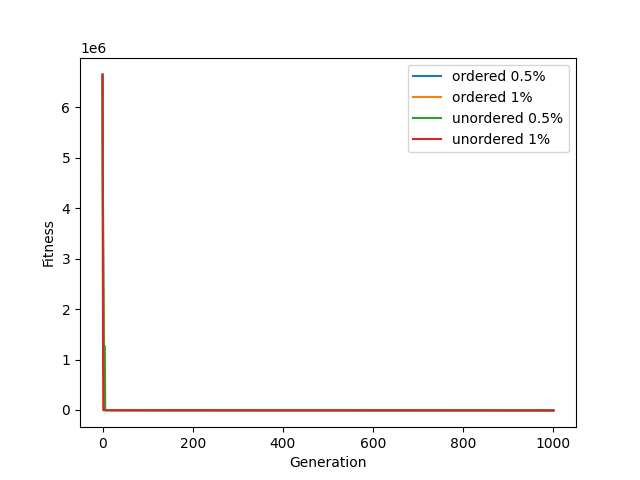 1e6
ordered 0.5%
ordered 1%
unordered 0.5%
unordered 1%
6
5
4
3
2
1
0
Fitness
0 200 400 600 800 1000
Generation